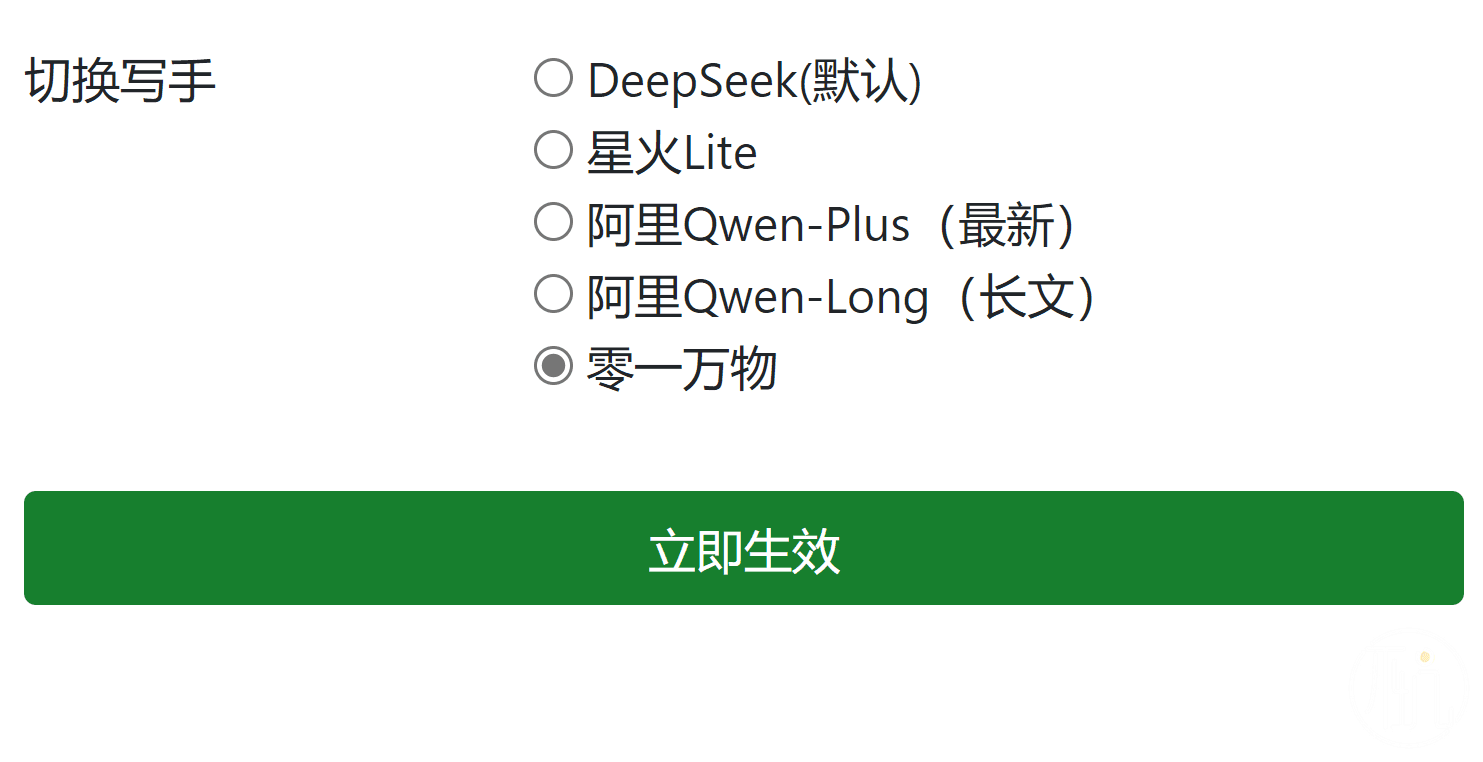 切换写手
DeepSeek(默认)
星火Lite
阿里Qwen-Plus（最新）
阿里Qwen-Long（长文）
零一万物
立即生效